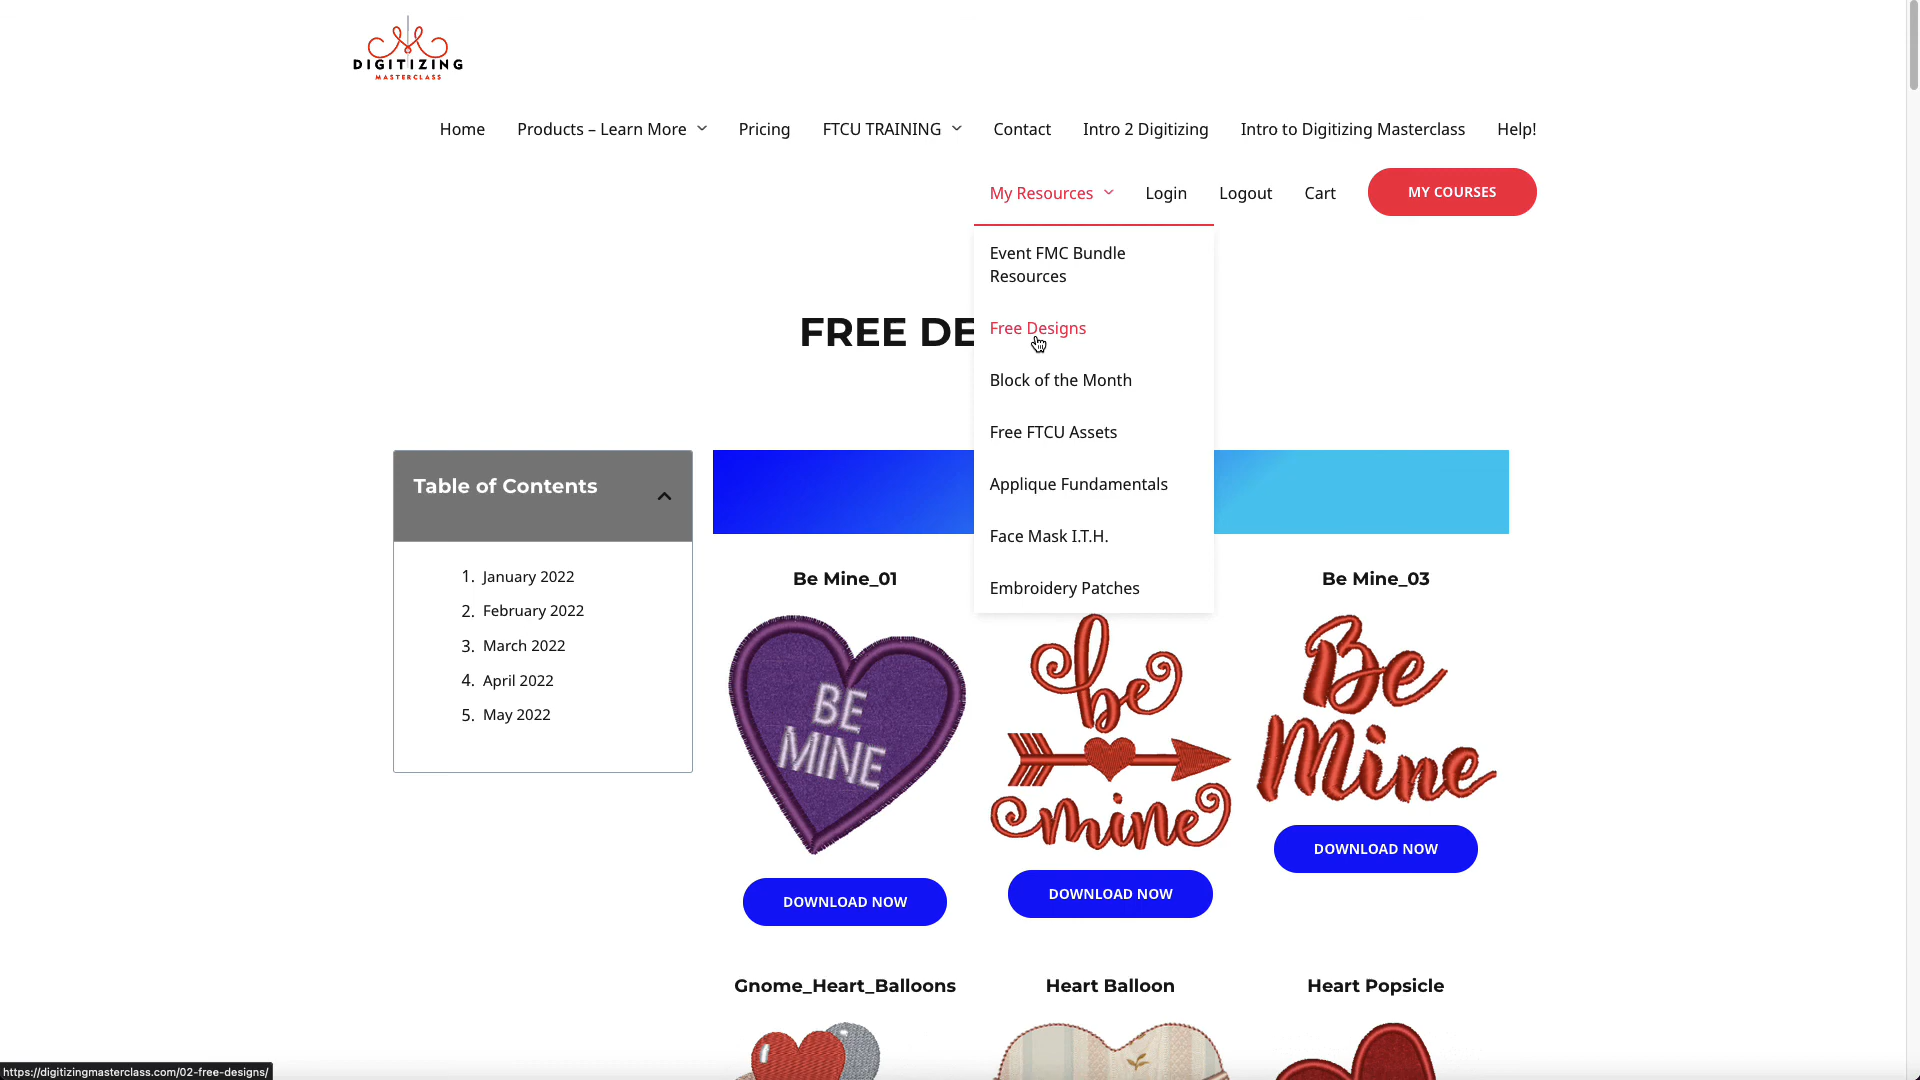 DIGITIZING
MASTERCLASS
Home
Products – Learn More
Pricing
FTCU TRAINING
Contact
Intro 2 Digitizing
Intro to Digitizing Masterclass
Help!
My Resources
Login
Logout
Cart
MY COURSES
Event FMC Bundle
Resources
Free Designs
Block of the Month
Free FTCU Assets
Applique Fundamentals
Face Mask I.T.H.
Embroidery Patches
FREE DE
Table of Contents
1. January 2022
2. February 2022
3. March 2022
4. April 2022
5. May 2022
Be Mine_01
BE
MINE
DOWNLOAD NOW
be
mine
DOWNLOAD NOW
Be Mine_03
Be
Mine
DOWNLOAD NOW
Gnome_Heart_Balloons
Heart Balloon
Heart Popsicle
https://digitizingmasterclass.com/02-free-designs/